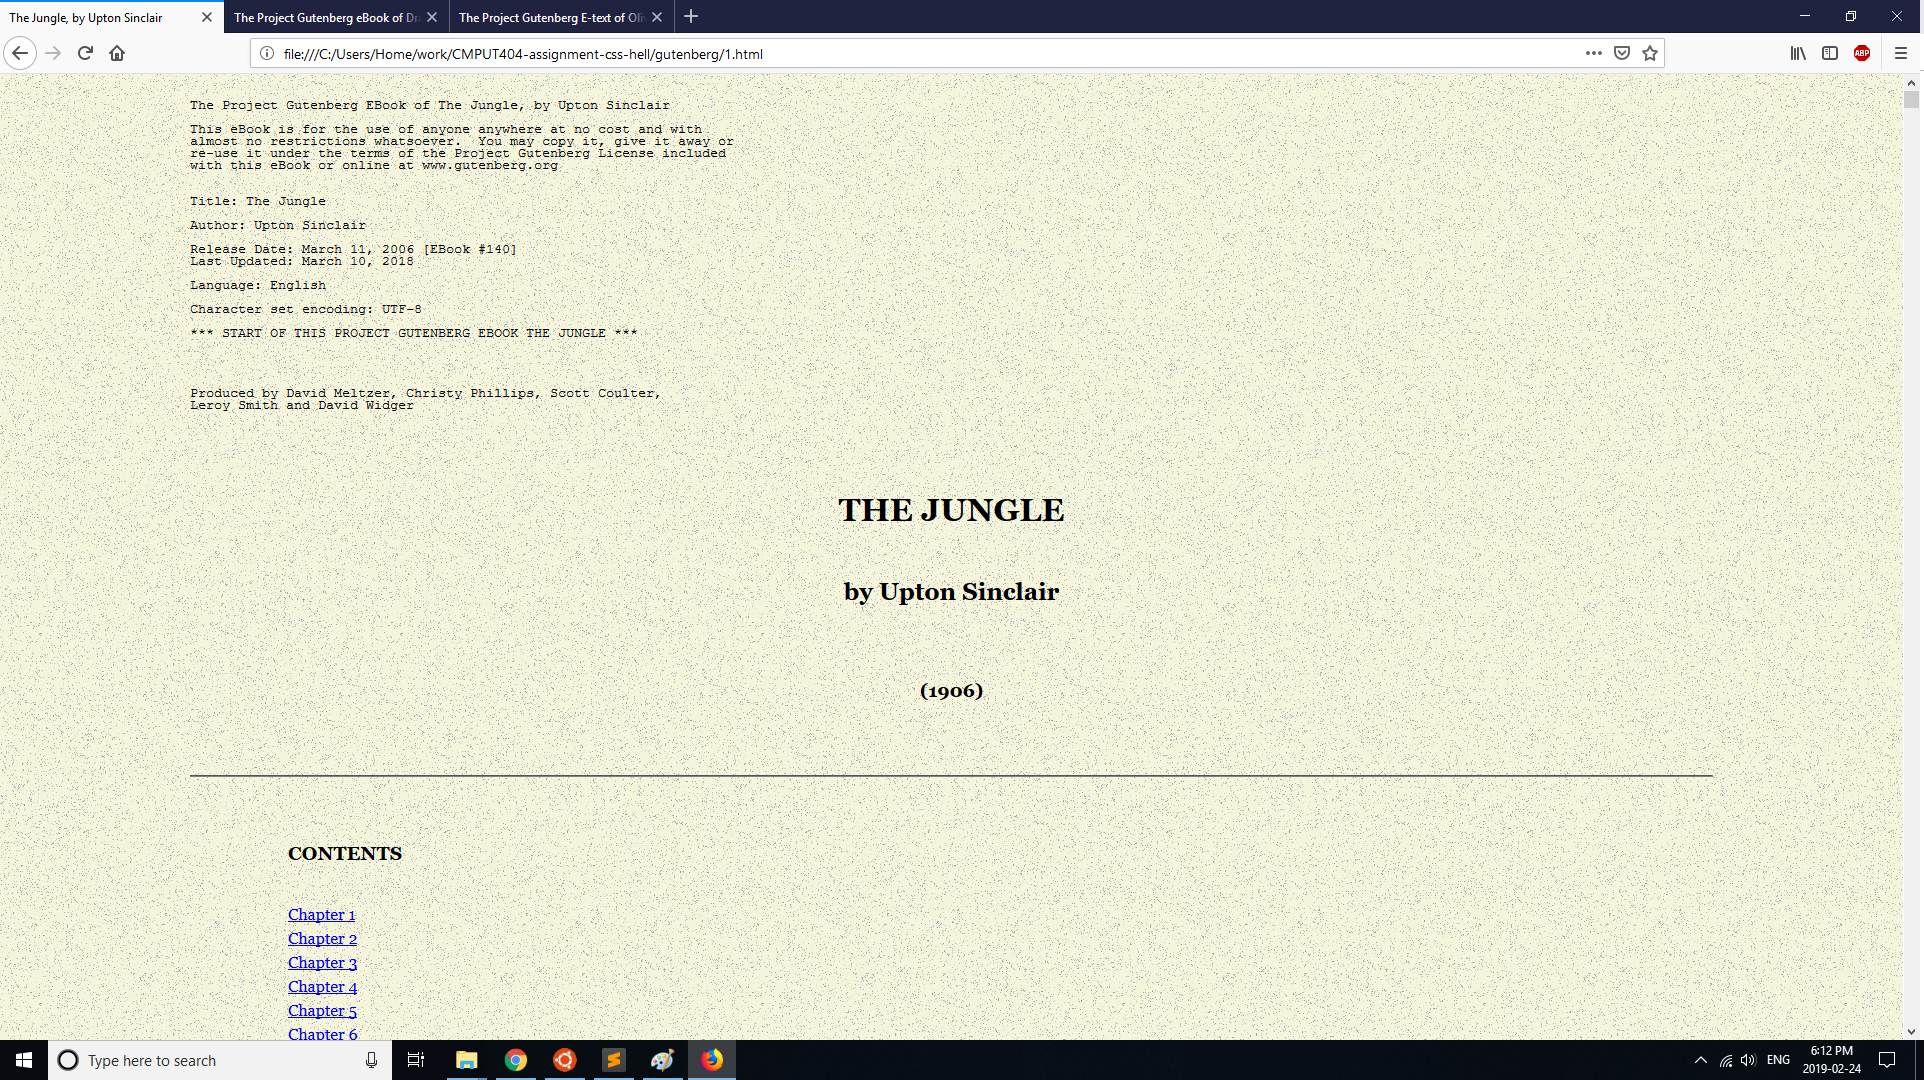 The Jungle, by Upton Sinclair
The Project Gutenberg eBook of Dr
The Project Gutenberg E-text of Oli
file:///C:/Users/Home/work/CMPUT404-assignment-css-hell/gutenberg/1.html
ABP
The Project Gutenberg EBook of The Jungle, by Upton Sinclair
This eBook is for the use of anyone anywhere at no cost and with
almost no restrictions whatsoever.  You may copy it, give it away or
re-use it under the terms of the Project Gutenberg License included
with this eBook or online at www.gutenberg.org
Title: The Jungle
Author: Upton Sinclair
Release Date: March 11, 2006 [EBook #140]
Last Updated: March 10, 2018
Language: English
Character set encoding: UTF-8
*** START OF THIS PROJECT GUTENBERG EBOOK THE JUNGLE ***
Produced by David Meltzer, Christy Phillips, Scott Coulter,
Leroy Smith and David Widger
THE JUNGLE
by Upton Sinclair
(1906)
CONTENTS
Chapter 1
Chapter 2
Chapter 3
Chapter 4
Chapter 5
Chapter 6
Type here to search
ENG
6:12 PM
2019-02-24